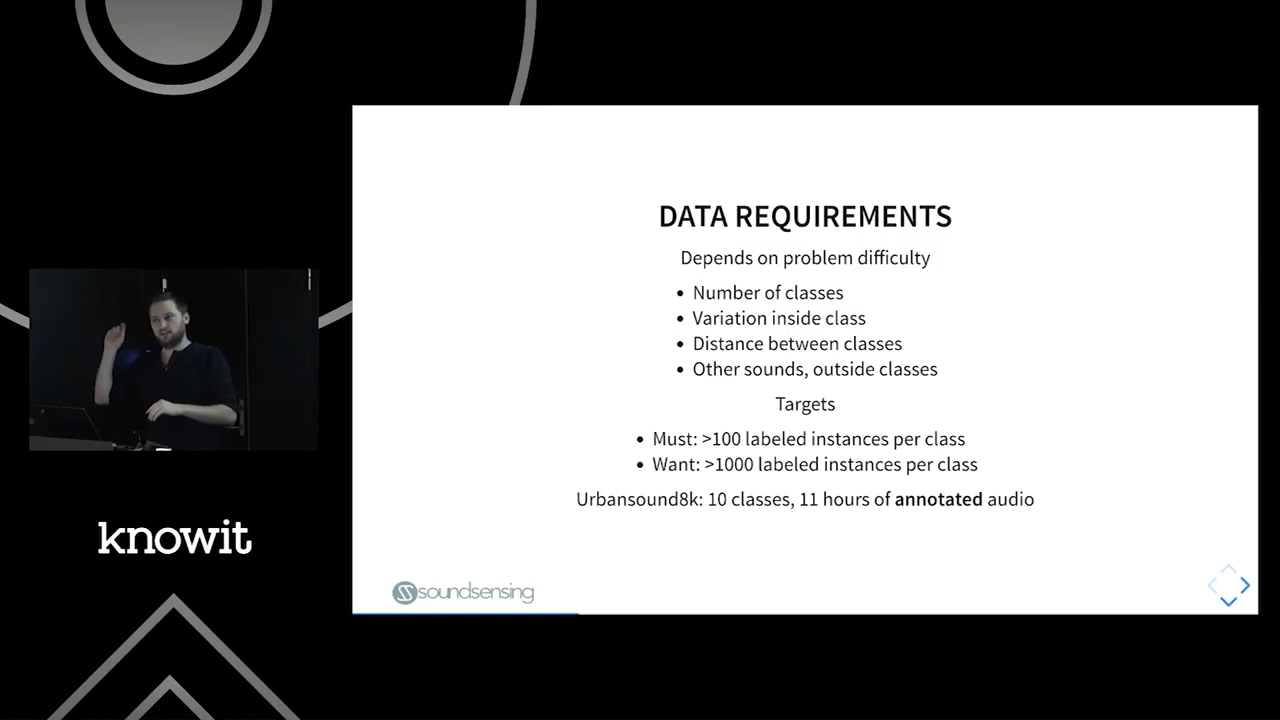 DATA REQUIREMENTS
Depends on problem difficulty
• Number of classes
• Variation inside class
• Distance between classes
• Other sounds, outside classes
Targets
• Must: >100 labeled instances per class
• Want: >1000 labeled instances per class
Urbansound8k: 10 classes, 11 hours of annotated audio
soundsensing
knowit